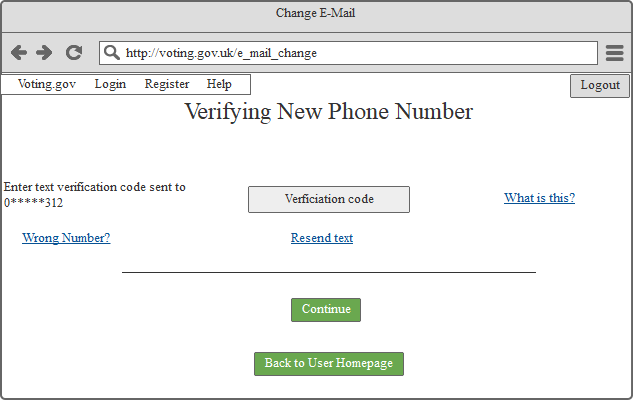 Change E-Mail
http://voting.gov.uk/e_mail_change
Voting.gov Login Register Help
Logout
Verifying New Phone Number
Enter text verification code sent to
0*****312
Verficiation code
What is this?
Wrong Number?
Resend text
Continue
Back to User Homepage